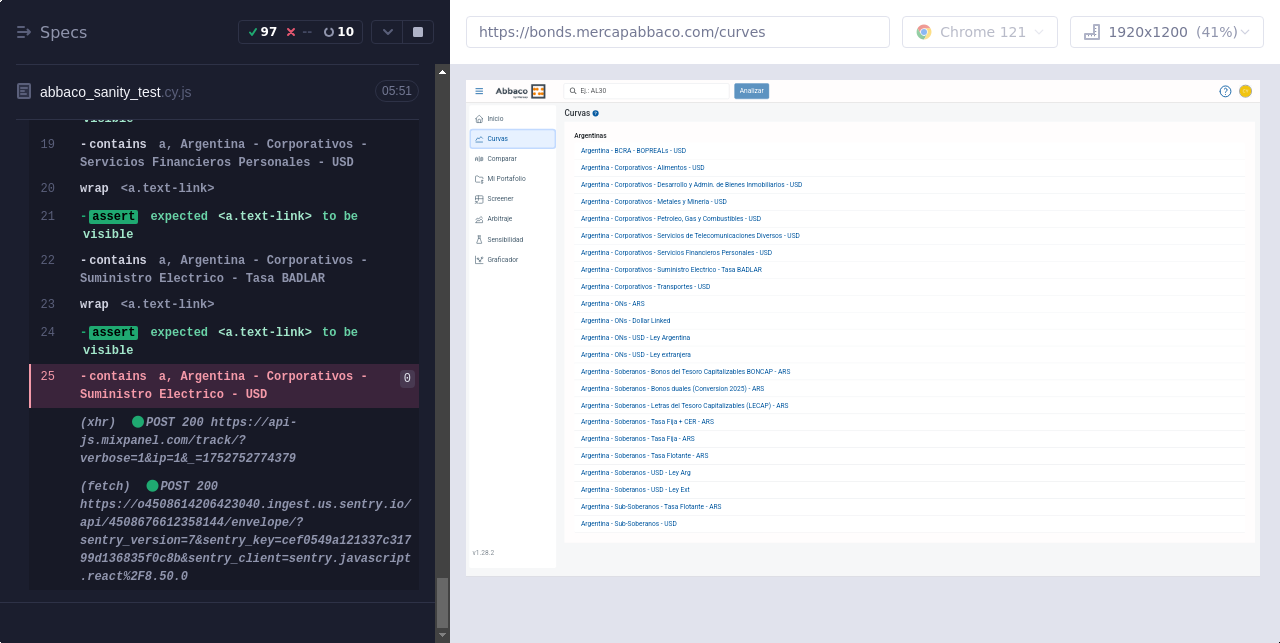 Specs
97
--
10
abbaco_sanity_test.cy.js
05:51
visible
19 -contains a, Argentina - Corporativos -
Servicios Financieros Personales - USD
20 wrap <a.text-link>
21 -assert expected <a.text-link> to be
visible
22 -contains a, Argentina - Corporativos -
Suministro Electrico - Tasa BADLAR
23 wrap <a.text-link>
24 -assert expected <a.text-link> to be
visible
25 -contains a, Argentina - Corporativos - 0
Suministro Electrico - USD
(xhr) POST 200 https://api-
js.mixpanel.com/track/?
verbose=1&ip=1&_=1752752774379
(fetch) POST 200
https://o4508614206423040.ingest.us.sentry.io/
api/4508676612358144/envelope/?
sentry_version=7&sentry_key=cef0549a121337c317
99d136835f0c8b&sentry_client=sentry.javascript
.react%2F8.50.0
https://bonds.mercapabbaco.com/curves
Chrome 121
1920x1200 (41%)
Abbaco
Ej.: AL30
Analizar
Inicio
Curvas
Comparar
Mi Portafolio
Screener
Arbitraje
Sensibilidad
Graficador
v1.28.2
Curvas
Argentinas
Argentina - BCRA - BOPREALs - USD
Argentina - Corporativos - Alimentos - USD
Argentina - Corporativos - Desarrollo y Admin. de Bienes Inmobiliarios - USD
Argentina - Corporativos - Metales y Mineria - USD
Argentina - Corporativos - Petroleo, Gas y Combustibles - USD
Argentina - Corporativos - Servicios de Telecomunicaciones Diversos - USD
Argentina - Corporativos - Servicios Financieros Personales - USD
Argentina - Corporativos - Suministro Electrico - Tasa BADLAR
Argentina - Corporativos - Transportes - USD
Argentina - ONs - ARS
Argentina - ONs - Dollar Linked
Argentina - ONs - USD - Ley Argentina
Argentina - ONs - USD - Ley extranjera
Argentina - Soberanos - Bonos del Tesoro Capitalizables BONCAP - ARS
Argentina - Soberanos - Bonos duales (Conversion 2025) - ARS
Argentina - Soberanos - Letras del Tesoro Capitalizables (LECAP) - ARS
Argentina - Soberanos - Tasa Fija + CER - ARS
Argentina - Soberanos - Tasa Fija - ARS
Argentina - Soberanos - Tasa Flotante - ARS
Argentina - Soberanos - USD - Ley Arg
Argentina - Soberanos - USD - Ley Ext
Argentina - Sub-Soberanos - Tasa Flotante - ARS
Argentina - Sub-Soberanos - USD